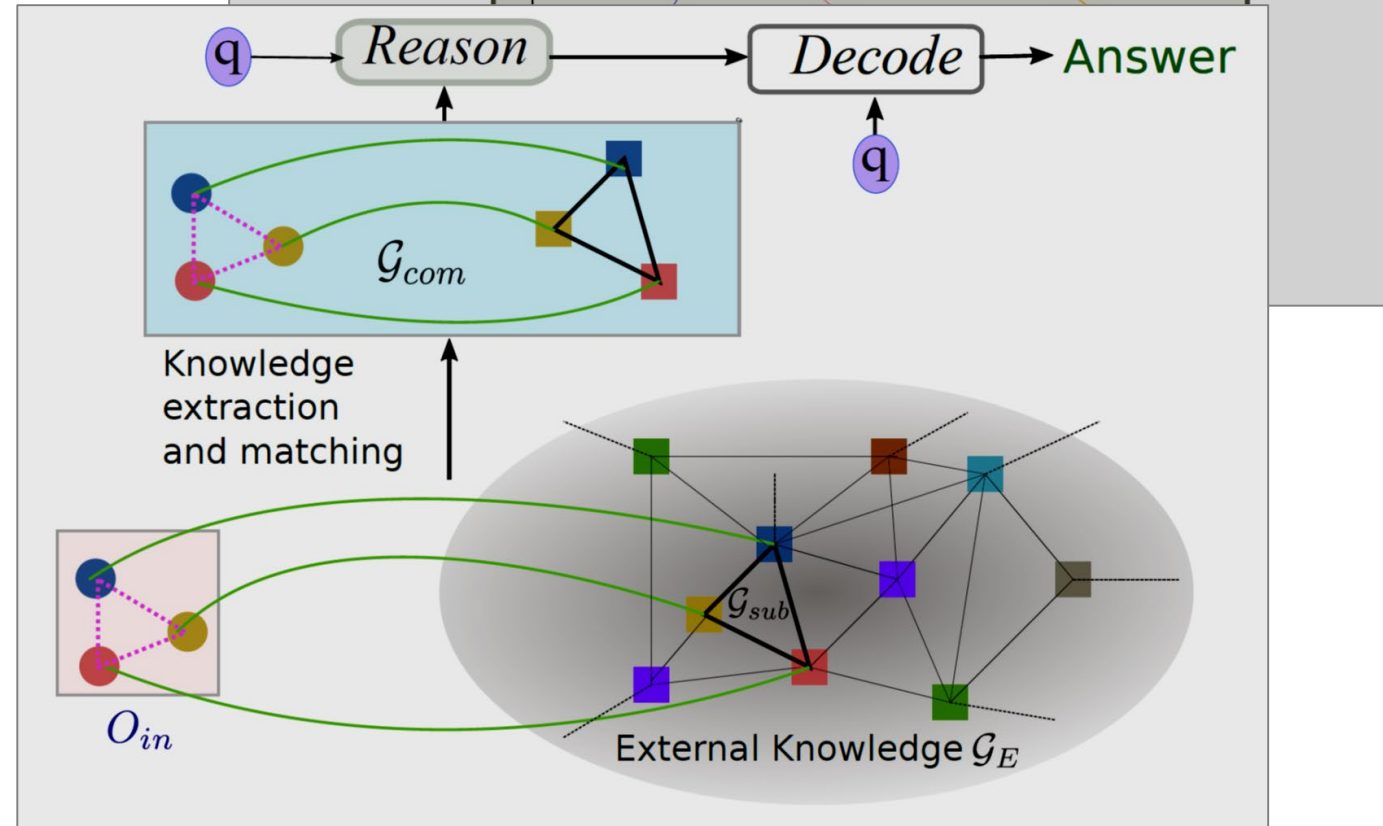 q Reason Decode Answer
q
𝒢com
Knowledge
extraction
and matching
𝒢sub
Oin
External Knowledge 𝒢E